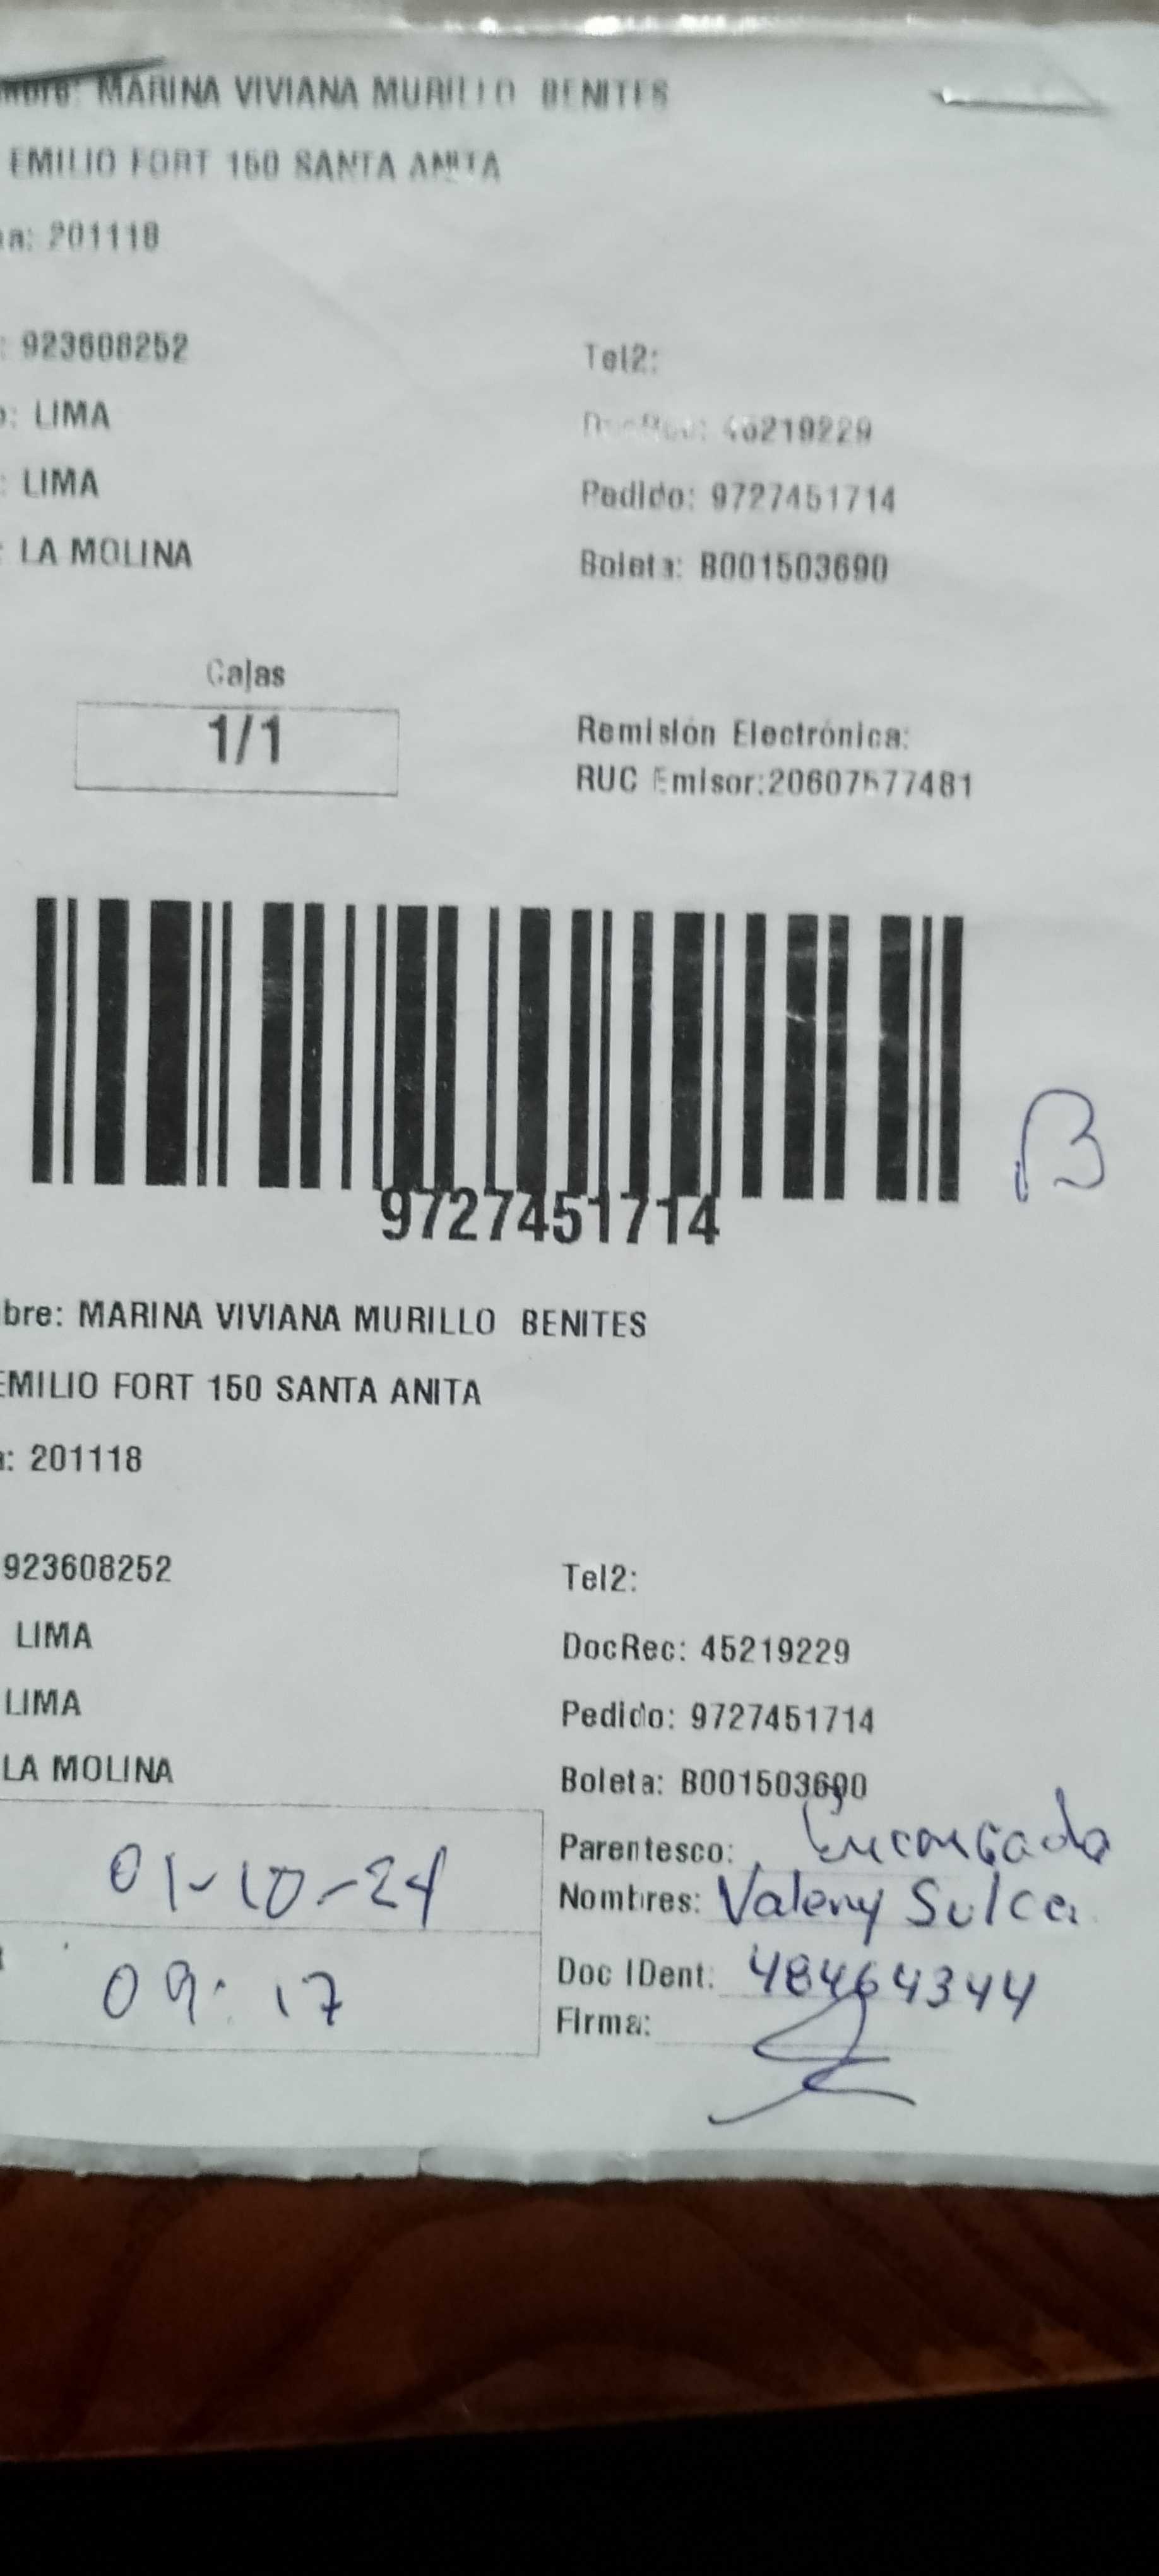 MARINA VIVIANA MURILLO BENITES
EMILIO FORT 150 SANTA ANITA
201118
: 923608252
Tel2:
: LIMA
DocRec: 45219229
: LIMA
Pedido: 9727451714
: LA MOLINA
Boleta: B001503690
Cajas
1/1
Remisión Electrónica:
RUC Emisor:20607577481
B
9727451714
bre: MARINA VIVIANA MURILLO BENITES
EMILIO FORT 150 SANTA ANITA
: 201118
923608252
Tel2:
LIMA
DocRec: 45219229
LIMA
Pedido: 9727451714
LA MOLINA
Boleta: B001503690
Parentesco: Encargada
01-10-24
Nombres: Valery Sulca
09:17
Doc IDent: 48464344
Firma: